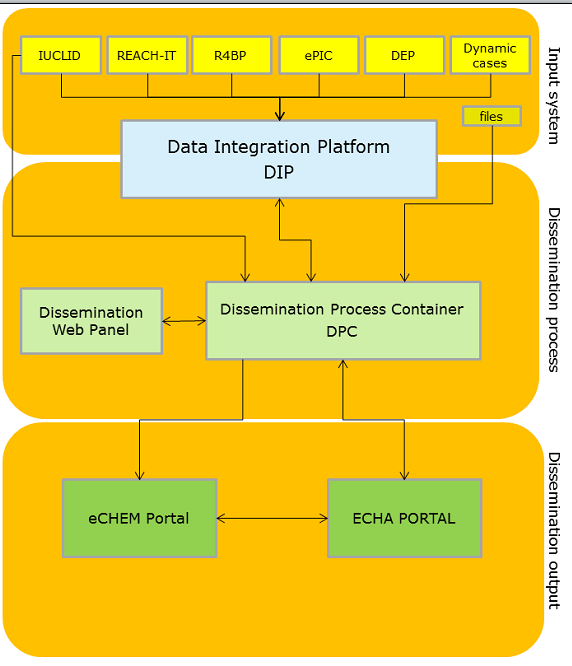 IUCLID
REACH-IT
R4BP
ePIC
DEP
Dynamic
cases
files
Input system
Data Integration Platform
DIP
Dissemination process
Dissemination
Web Panel
Dissemination Process Container
DPC
Dissemination output
eCHEM Portal
ECHA PORTAL